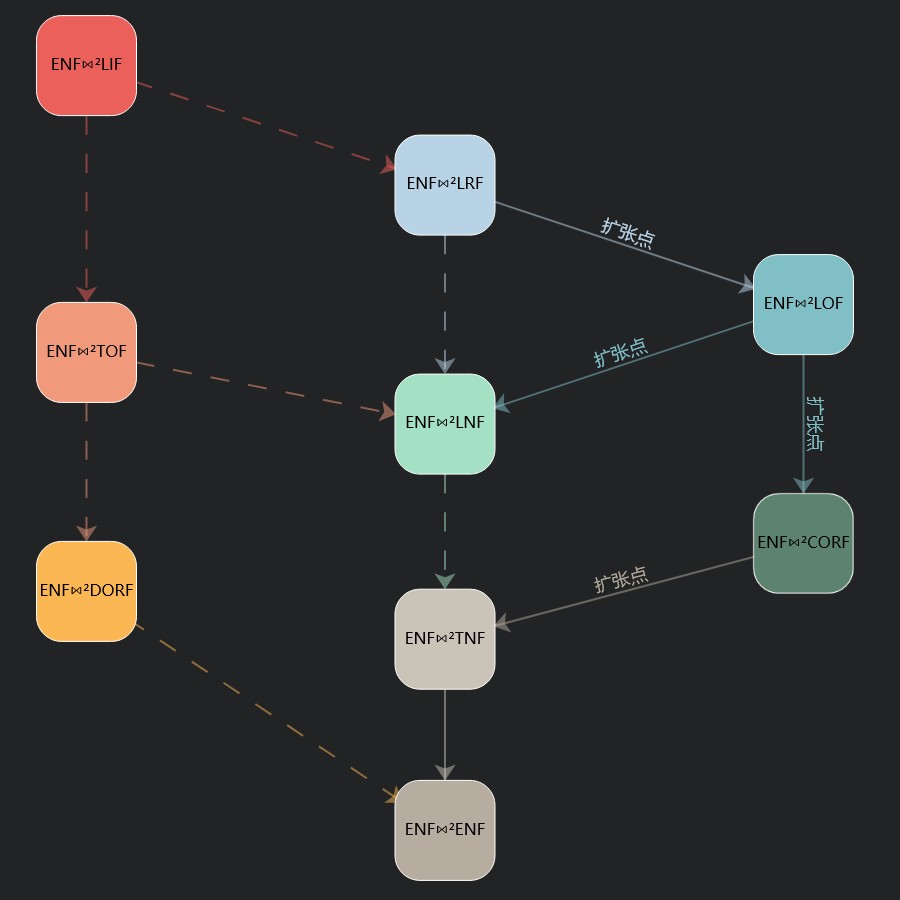 ENF⋈²LIF
ENF⋈²LRF
扩张点
ENF⋈²LOF
ENF⋈²TOF
扩张点
ENF⋈²LNF
扩张点
ENF⋈²CORF
ENF⋈²DORF
扩张点
ENF⋈²TNF
ENF⋈²ENF